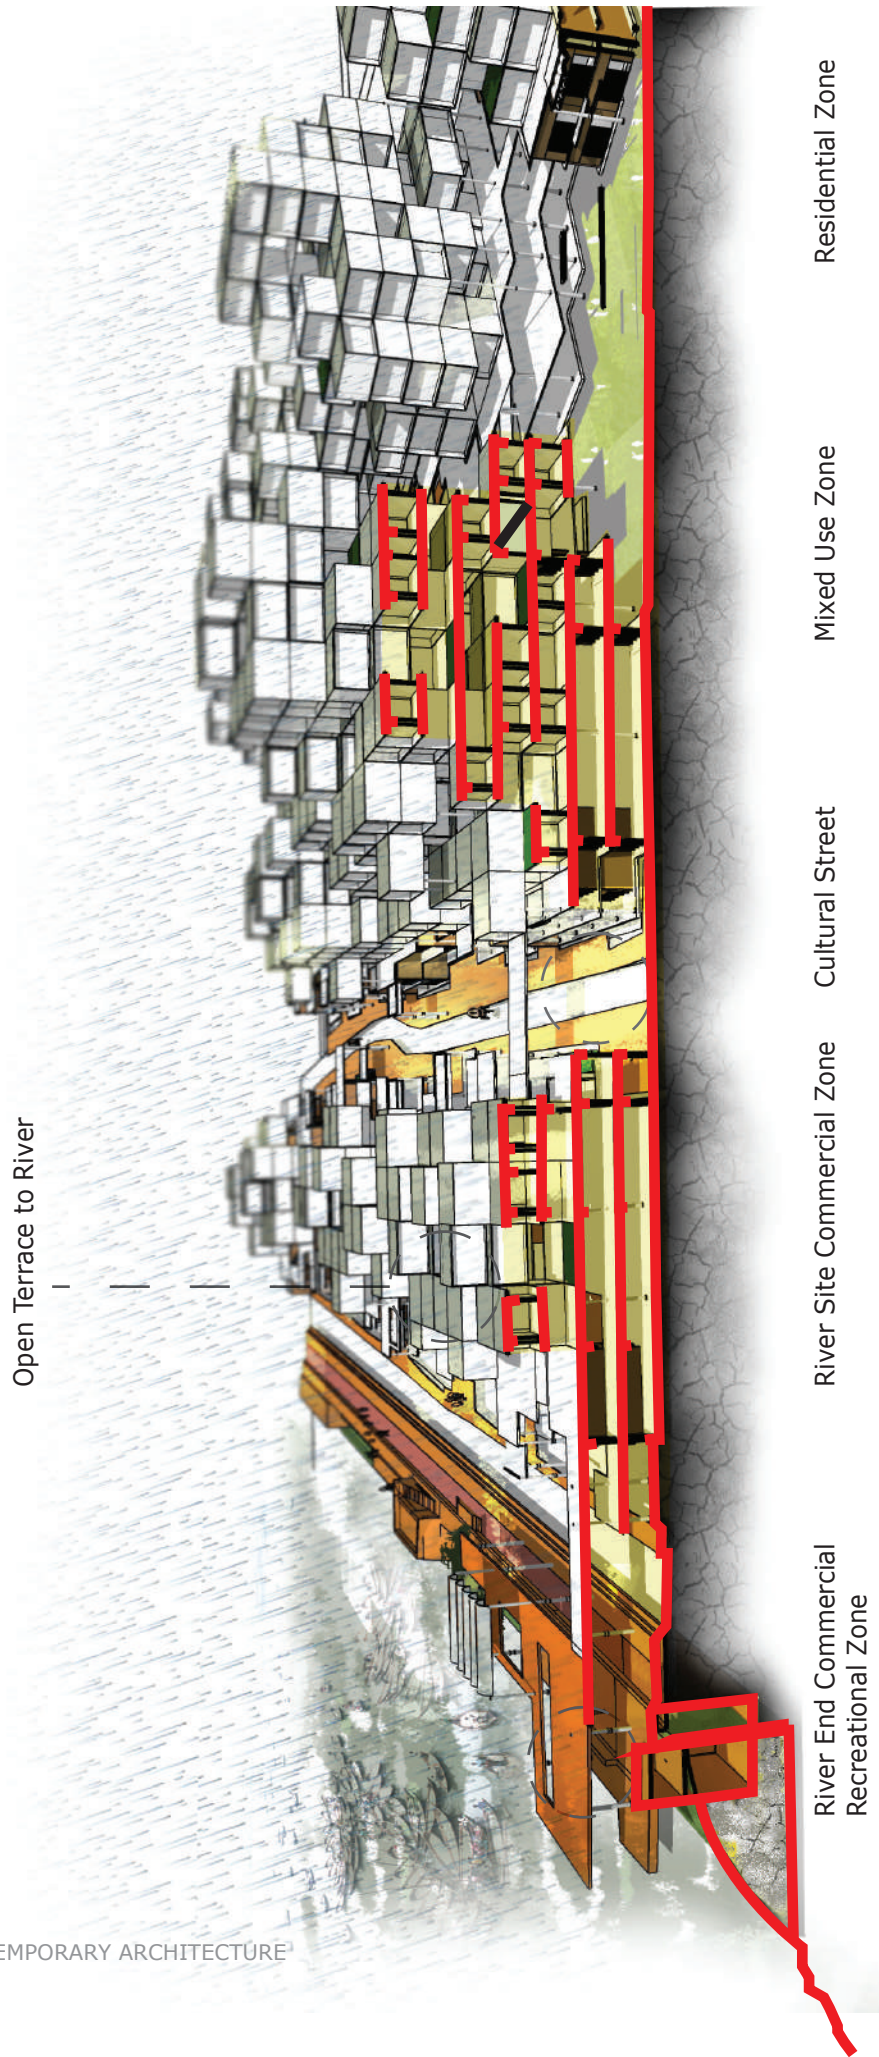 Open Terrace to River
River End Commercial
Recreational Zone
River Site Commercial Zone
Cultural Street
Mixed Use Zone
Residential Zone
ARCHITECTURE